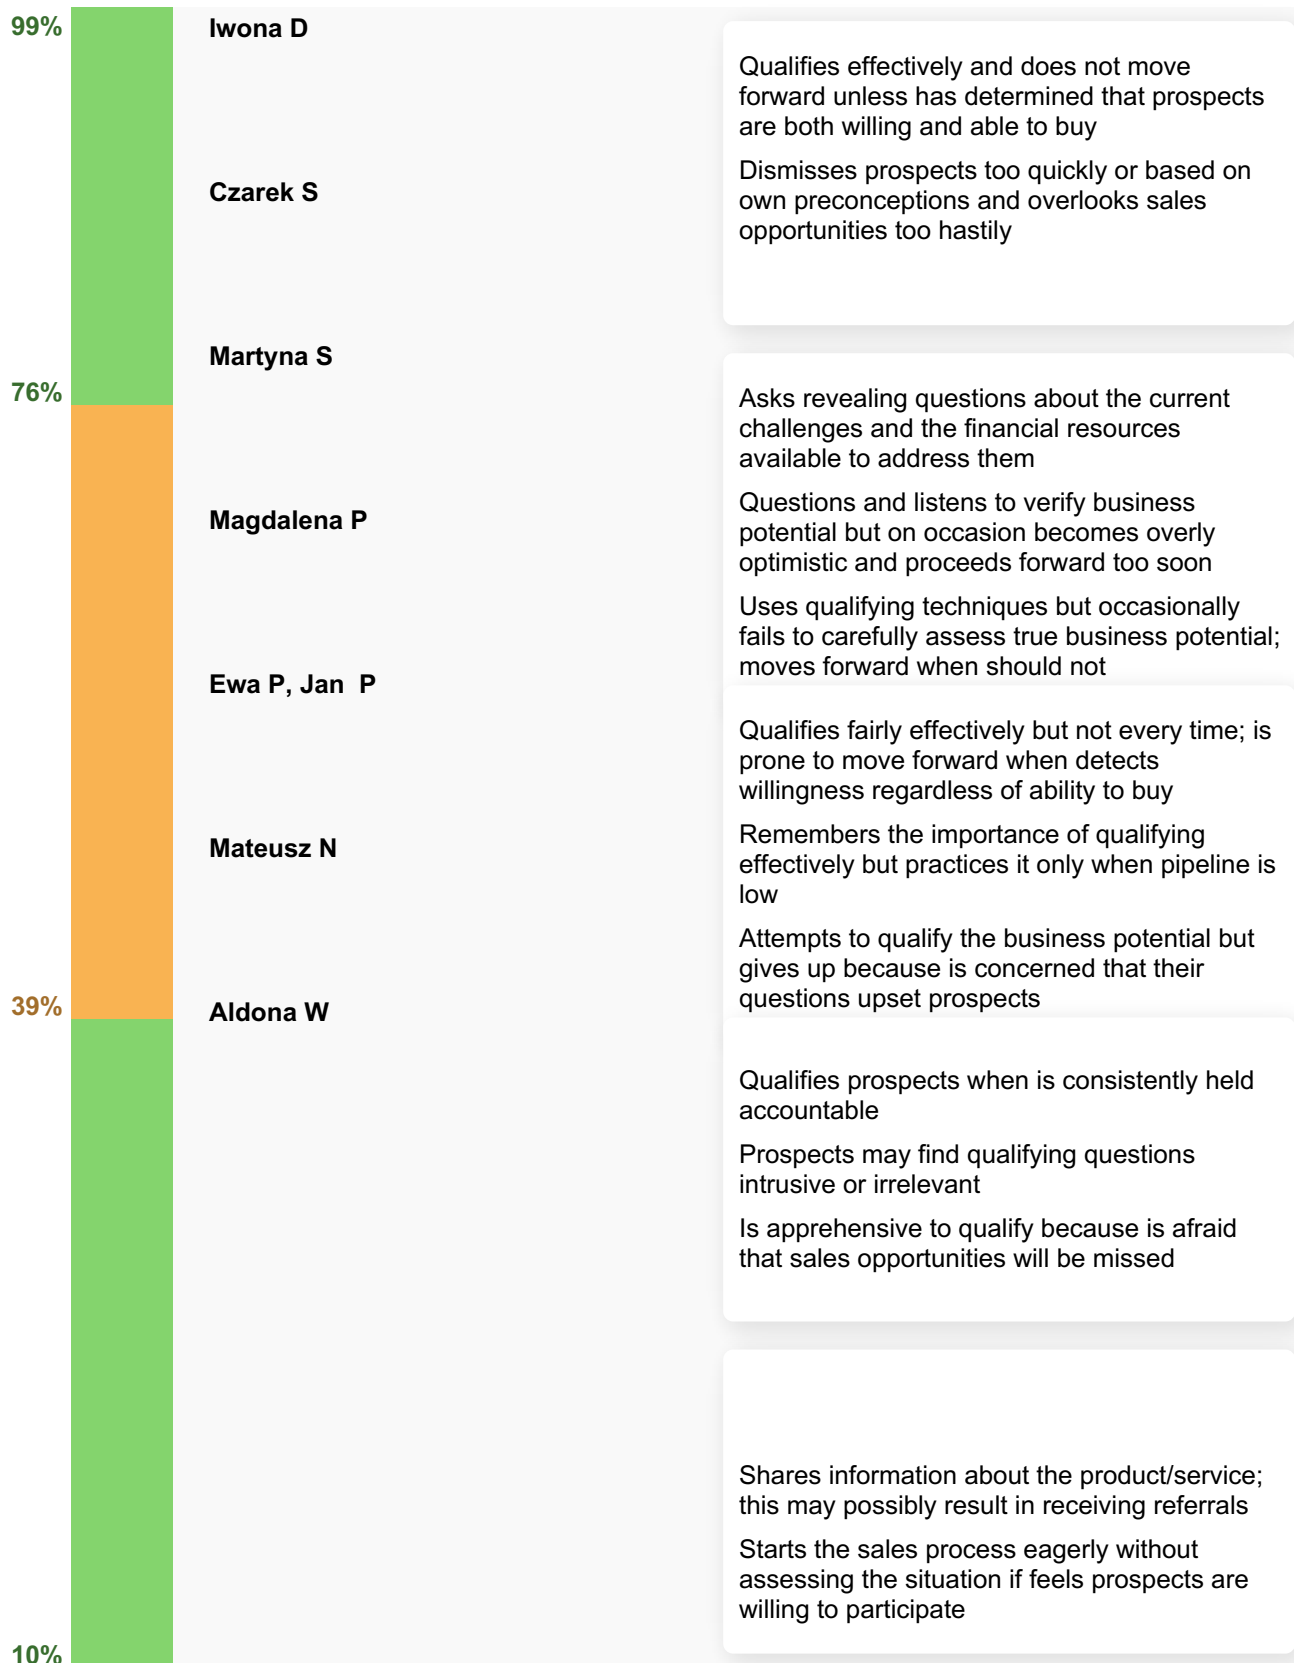 99%
Iwona D
Qualifies effectively and does not move
forward unless has determined that prospects
are both willing and able to buy
Dismisses prospects too quickly or based on
own preconceptions and overlooks sales
opportunities too hastily
Czarek S
Martyna S
76%
Asks revealing questions about the current
challenges and the financial resources
available to address them
Questions and listens to verify business
potential but on occasion becomes overly
optimistic and proceeds forward too soon
Uses qualifying techniques but occasionally
fails to carefully assess true business potential;
moves forward when should not
Magdalena P
Ewa P, Jan  P
Qualifies fairly effectively but not every time; is
prone to move forward when detects
willingness regardless of ability to buy
Remembers the importance of qualifying
effectively but practices it only when pipeline is
low
Attempts to qualify the business potential but
gives up because is concerned that their
questions upset prospects
Mateusz N
39%
Aldona W
Qualifies prospects when is consistently held
accountable
Prospects may find qualifying questions
intrusive or irrelevant
Is apprehensive to qualify because is afraid
that sales opportunities will be missed
Shares information about the product/service;
this may possibly result in receiving referrals
Starts the sales process eagerly without
assessing the situation if feels prospects are
willing to participate
10%